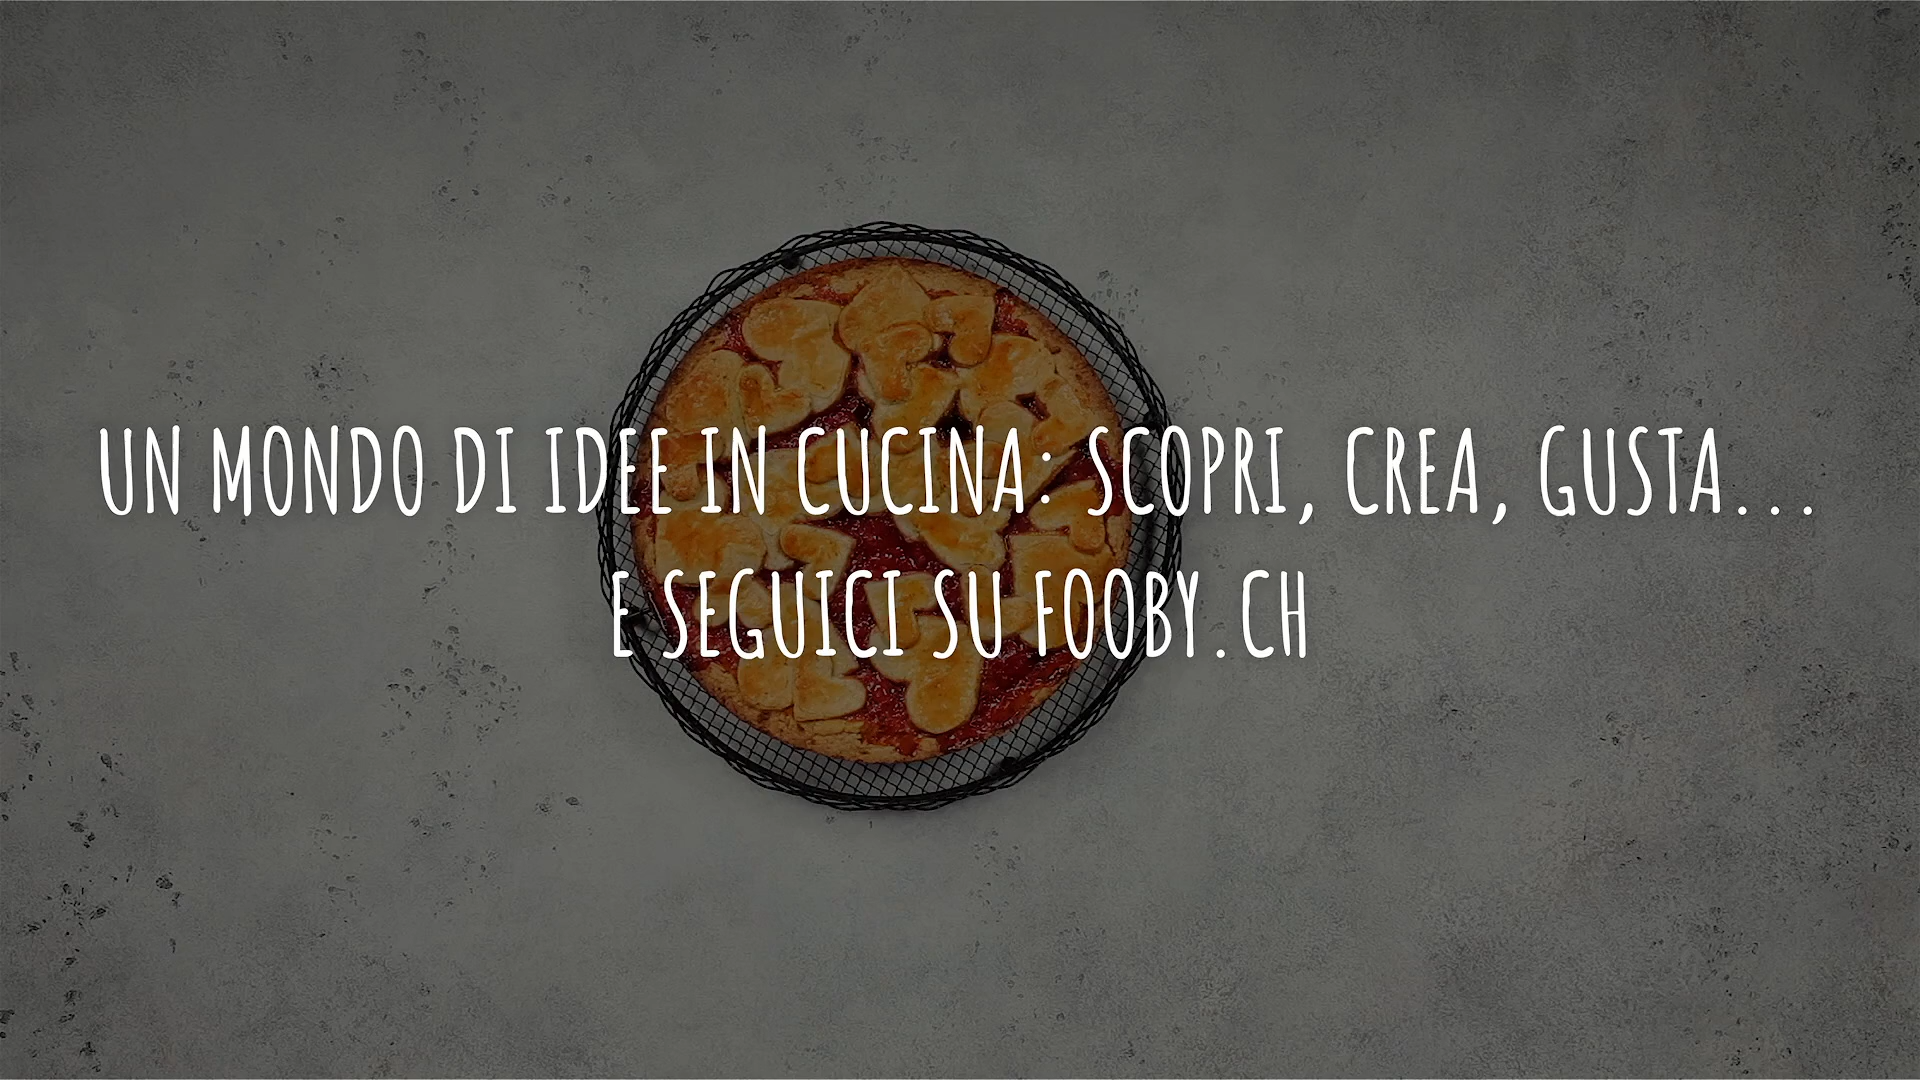 UN MONDO DI IDEE IN CUCINA: SCOPRI, CREA, GUSTA...
E SEGUICI SU FOOBY.CH